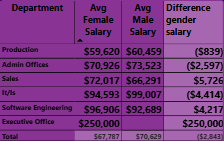 Department Avg Female Salary Avg Male Salary Difference gender salary
Production $59,620 $60,459 ($839)
Admin Offices $70,926 $73,523 ($2,597)
Sales $72,017 $66,291 $5,726
IT/Is $94,593 $99,007 ($4,414)
Software Engineering $96,906 $92,689 $4,217
Executive Office $250,000 $250,000
Total $67,787 $70,629 ($2,843)